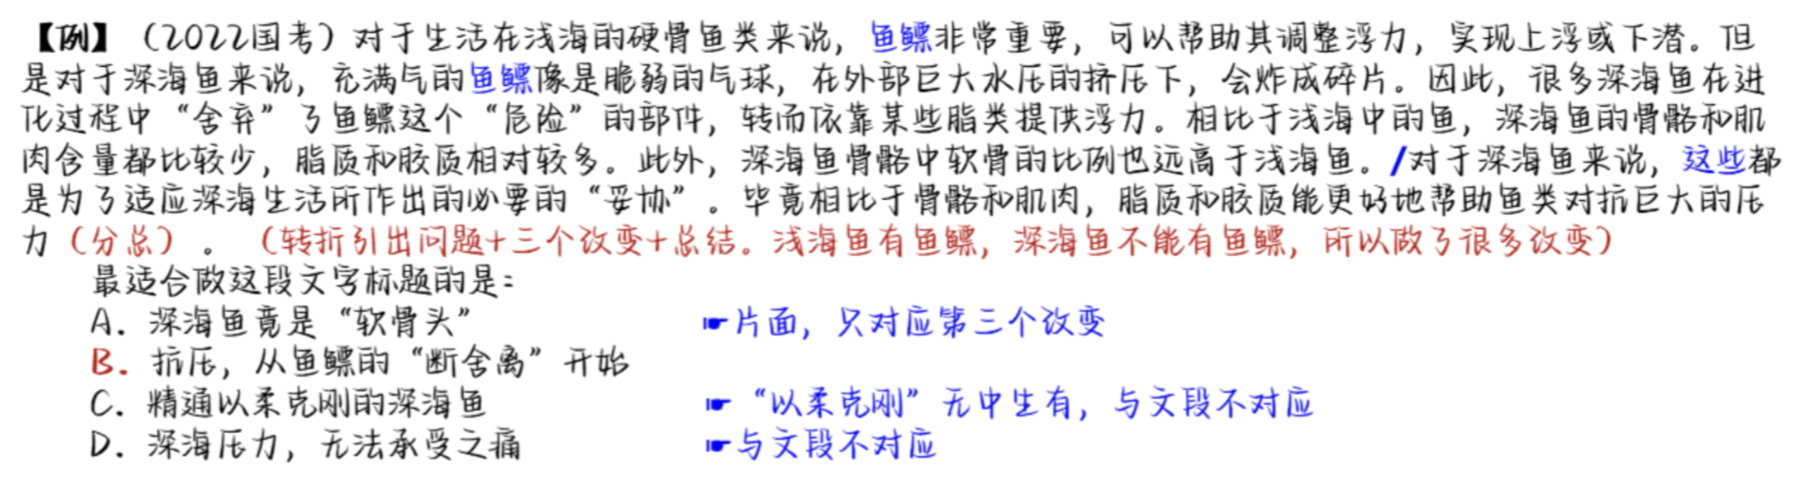 【例】（2022国考）对于生活在浅海的硬骨鱼类来说，鱼鳔非常重要，可以帮助其调整浮力，实现上浮或下潜。但
是对于深海鱼来说，充满气的鱼鳔像是脆弱的气球，在外部巨大水压的挤压下，会炸成碎片。因此，很多深海鱼在进
化过程中“舍弃”了鱼鳔这个“危险”的部件，转而依靠某些脂类提供浮力。相比于浅海中的鱼，深海鱼的骨骼和肌
肉含量都比较少，脂质和胶质相对较多。此外，深海鱼骨骼中软骨的比例也远高于浅海鱼。/对于深海鱼来说，这些都
是为了适应深海生活所作出的必要的“妥协”。毕竟相比于骨骼和肌肉，脂质和胶质能更好地帮助鱼类对抗巨大的压
力（分总）。（转折引出问题+三个改变+总结。浅海鱼有鱼鳔，深海鱼不能有鱼鳔，所以做了很多改变）
最适合做这段文字标题的是：
A. 深海鱼竟是“软骨头” ☛片面，只对应第三个改变
B. 抗压，从鱼鳔的“断舍离”开始
C. 精通以柔克刚的深海鱼 ☛“以柔克刚”无中生有，与文段不对应
D. 深海压力，无法承受之痛 ☛与文段不对应